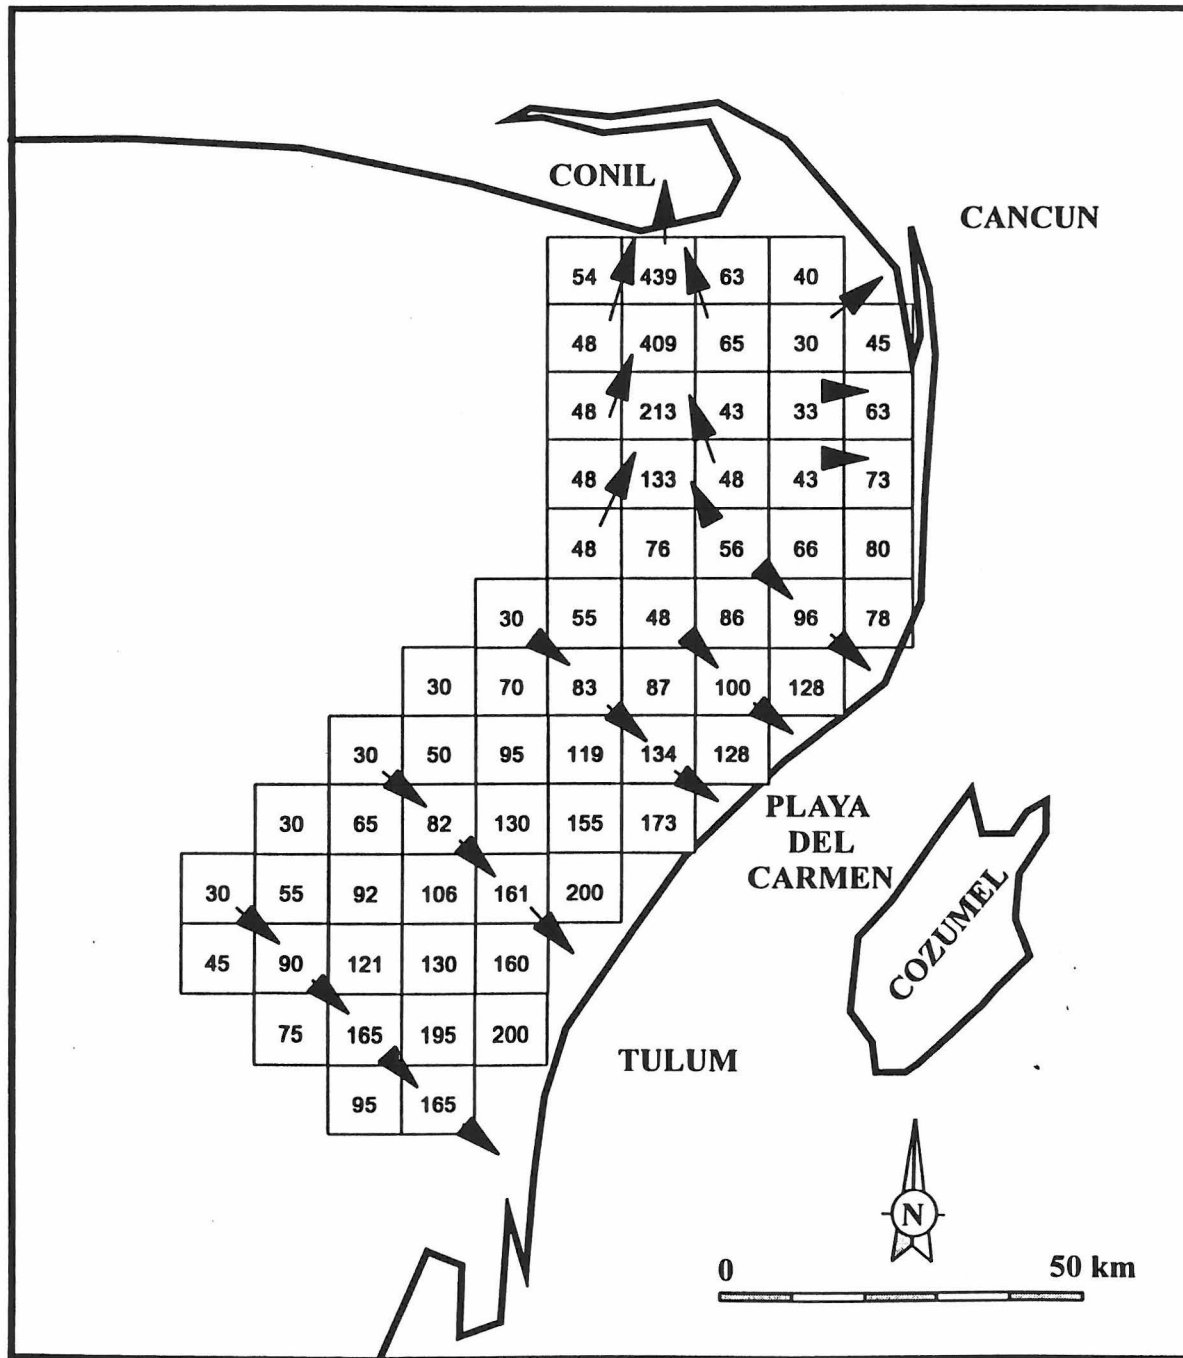 CONIL
CANCUN
54 439 63 40
48 409 65 30 45
48 213 43 33 63
48 133 48 43 73
48 76 56 66 80
30 55 48 86 96 78
30 70 83 87 100 128
30 50 95 119 134 128
30 65 82 130 155 173
PLAYA
DEL
CARMEN
30 55 92 106 161 200
COZUMEL
45 90 121 130 160
75 165 195 200
TULUM
95 165
N
0 50 km